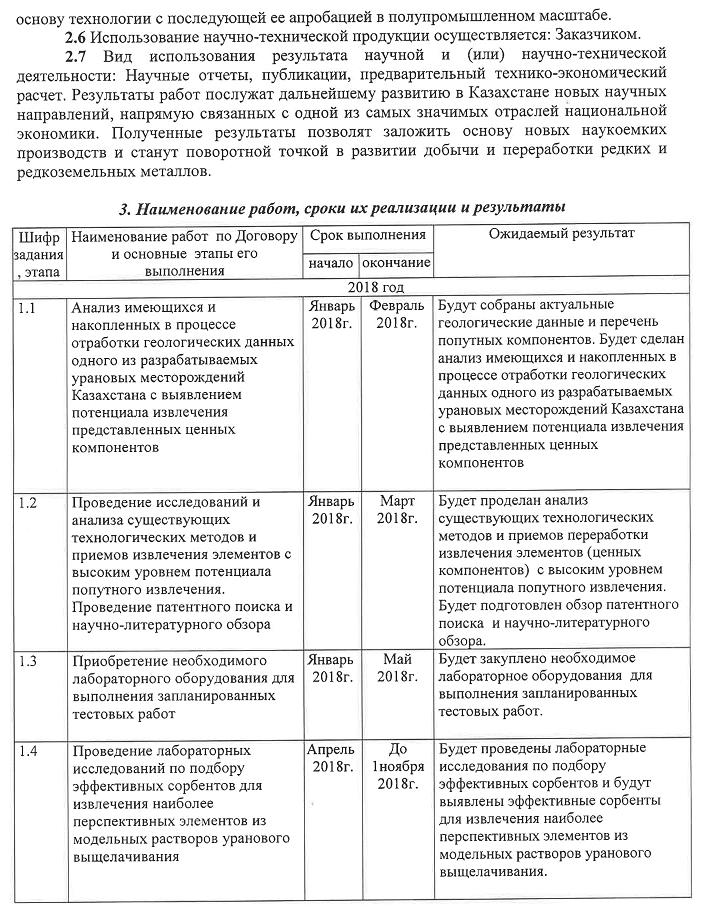 основу технологии с последующей ее апробацией в полупромышленном масштабе.
2.6 Использование научно-технической продукции осуществляется: Заказчиком.
2.7 Вид использования результата научной и (или) научно-технической
деятельности: Научные отчеты, публикации, предварительный технико-экономический
расчет. Результаты работ послужат дальнейшему развитию в Казахстане новых научных
направлений, напрямую связанных с одной из самых значимых отраслей национальной
экономики. Полученные результаты позволят заложить основу новых наукоемких
производств и станут поворотной точкой в развитии добычи и переработки редких и
редкоземельных металлов.
3. Наименование работ, сроки их реализации и результаты
Шифр
задания
, этапа
Наименование работ по Договору
и основные этапы его
выполнения
Срок выполнения
начало
окончание
Ожидаемый результат
2018 год
1.1
Анализ имеющихся и
накопленных в процессе
отработки геологических данных
одного из разрабатываемых
урановых месторождений
Казахстана с выявлением
потенциала извлечения
представленных ценных
компонентов
Январь
2018г.
Февраль
2018г.
Будут собраны актуальные
геологические данные и перечень
попутных компонентов. Будет сделан
анализ имеющихся и накопленных в
процессе отработки геологических
данных одного из разрабатываемых
урановых месторождений Казахстана
с выявлением потенциала извлечения
представленных ценных
компонентов
1.2
Проведение исследований и
анализа существующих
технологических методов и
приемов извлечения элементов с
высоким уровнем потенциала
попутного извлечения.
Проведение патентного поиска и
научно-литературного обзора
Январь
2018г.
Март
2018г.
Будет проделан анализ
существующих технологических
методов и приемов переработки
извлечения элементов (ценных
компонентов) с высоким уровнем
потенциала попутного извлечения.
Будет подготовлен обзор патентного
поиска и научно-литературного
обзора.
1.3
Приобретение необходимого
лабораторного оборудования для
выполнения запланированных
тестовых работ
Январь
2018г.
Май
2018г.
Будет закуплено необходимое
лабораторное оборудования для
выполнения запланированных
тестовых работ.
1.4
Проведение лабораторных
исследований по подбору
эффективных сорбентов для
извлечения наиболее
перспективных элементов из
модельных растворов уранового
выщелачивания
Апрель
2018г.
До
1ноября
2018г.
Будет проведены лабораторные
исследования по подбору
эффективных сорбентов и будут
выявлены эффективные сорбенты
для извлечения наиболее
перспективных элементов из
модельных растворов уранового
выщелачивания.